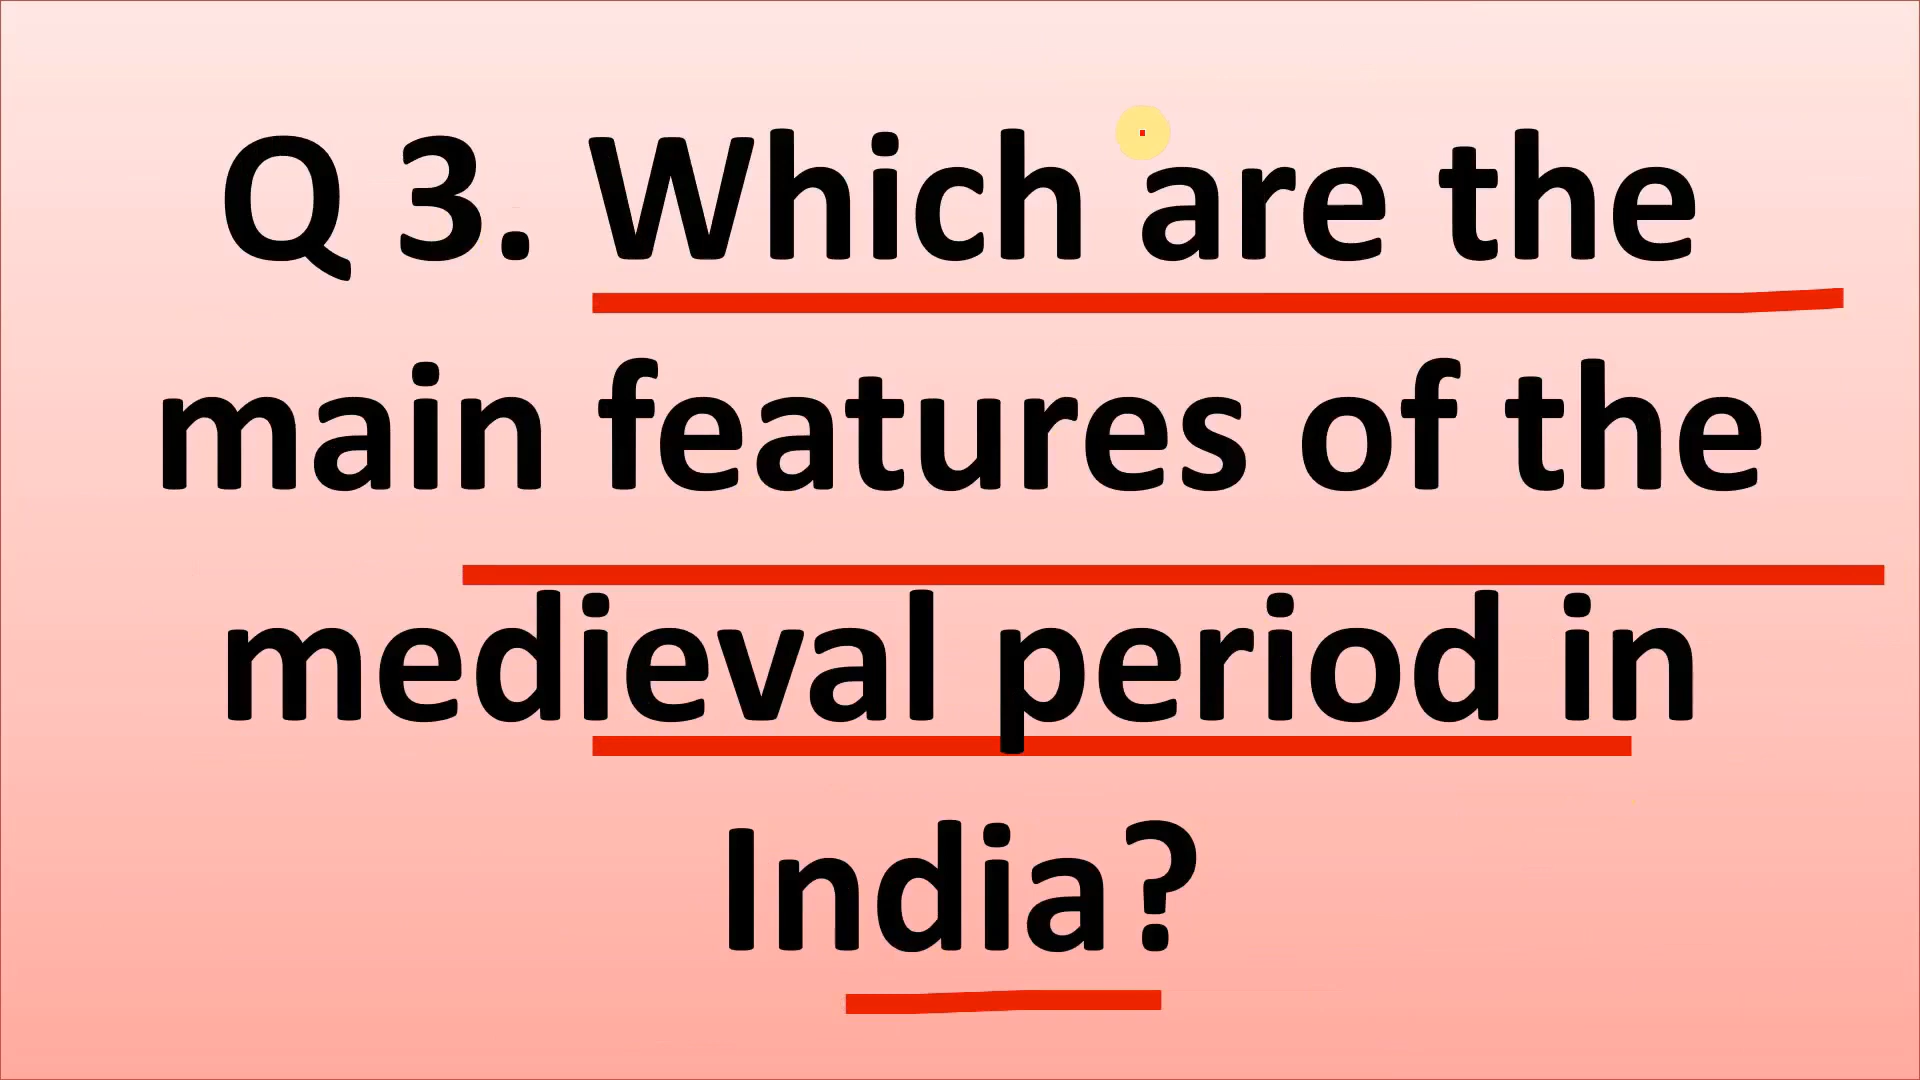 Q 3. Which are the
main features of the
medieval period in
India?